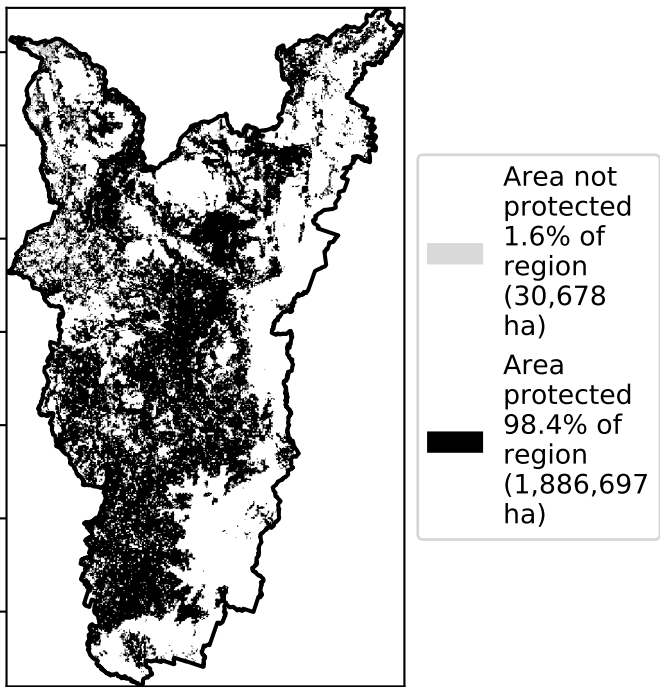 Area not
protected
1.6% of
region
(30,678
ha)
Area
protected
98.4% of
region
(1,886,697
ha)